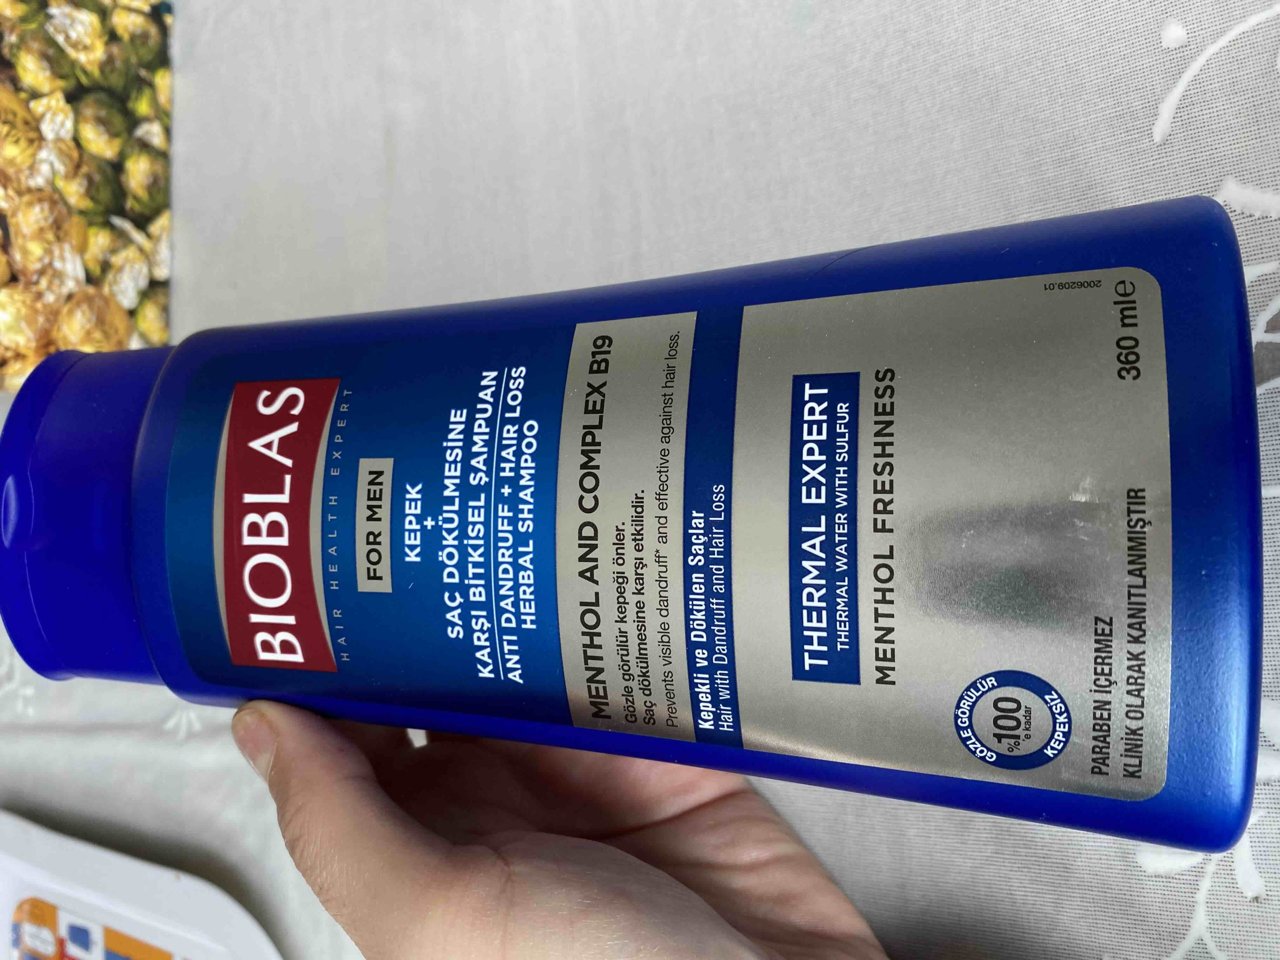 BIOBLAS
HAIR HEALTH EXPERT
FOR MEN
KEPEK
+
SAÇ DÖKÜLMESİNE
KARŞI BİTKİSEL ŞAMPUAN
ANTI DANDRUFF + HAIR LOSS
HERBAL SHAMPOO
MENTHOL AND COMPLEX B19
*Gözle görülür kepeği önler.
Saç dökülmesine karşı etkilidir.
Prevents visible dandruff* and effective against hair loss.
Kepekli ve Dökülen Saçlar
Hair with Dandruff and Hair Loss
THERMAL EXPERT
THERMAL WATER WITH SULFUR
MENTHOL FRESHNESS
GÖZLE GÖRÜLÜR
%100
'e kadar
KEPEKSİZ
PARABEN İÇERMEZ
KLİNİK OLARAK KANITLANMIŞTIR
360 ml e
2006209.01